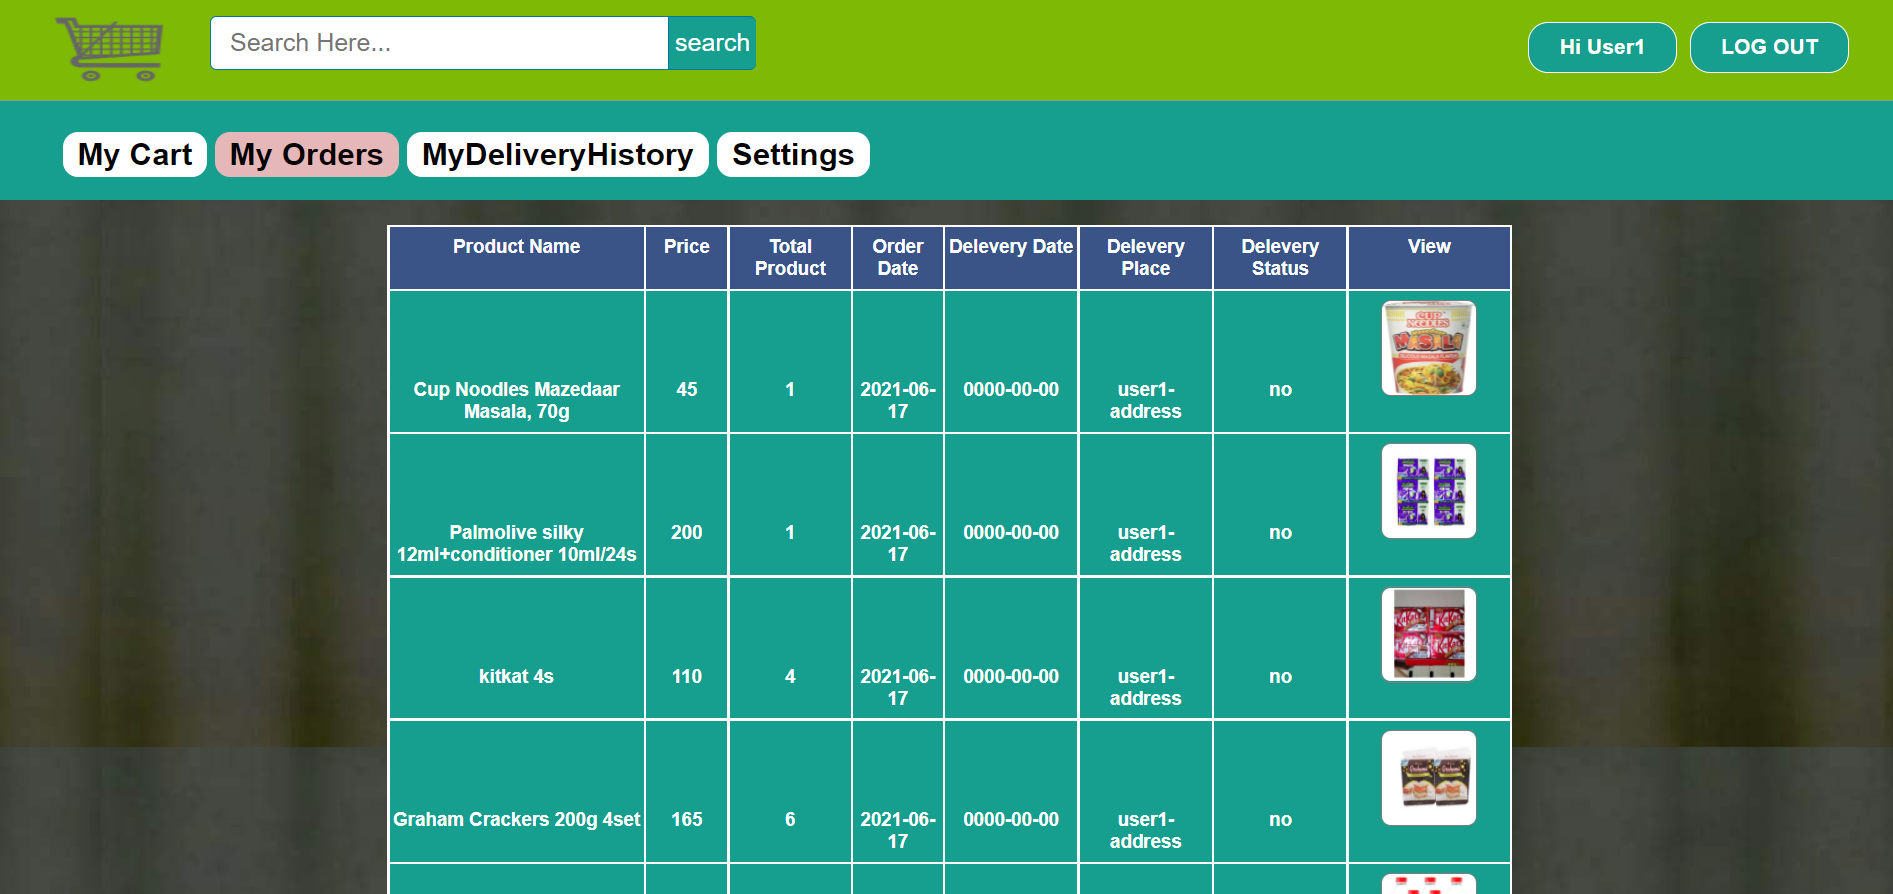 Search Here...
search
Hi User1
LOG OUT
My Cart
My Orders
MyDeliveryHistory
Settings
Product Name
Price
Total
Product
Order
Date
Delevery Date
Delevery
Place
Delevery
Status
View
Cup Noodles Mazedaar
Masala, 70g
45
1
2021-06-
17
0000-00-00
user1-
address
no
CUP
NOODLES
MASALA
Palmolive silky
12ml+conditioner 10ml/24s
200
1
2021-06-
17
0000-00-00
user1-
address
no
kitkat 4s
110
4
2021-06-
17
0000-00-00
user1-
address
no
Graham Crackers 200g 4set
165
6
2021-06-
17
0000-00-00
user1-
address
no